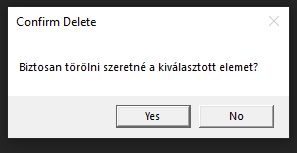 Confirm Delete
Biztosan törölni szeretné a kiválasztott elemet?
Yes
No